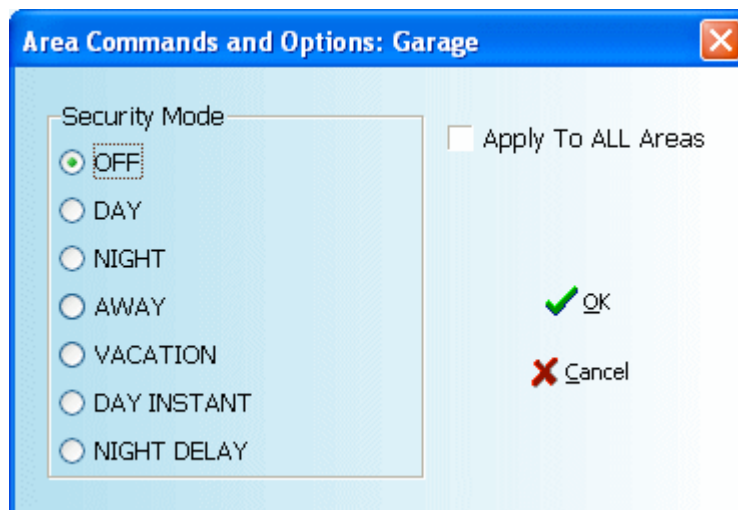 Area Commands and Options: Garage
Security Mode
OFF
DAY
NIGHT
AWAY
VACATION
DAY INSTANT
NIGHT DELAY
Apply To ALL Areas
OK
Cancel